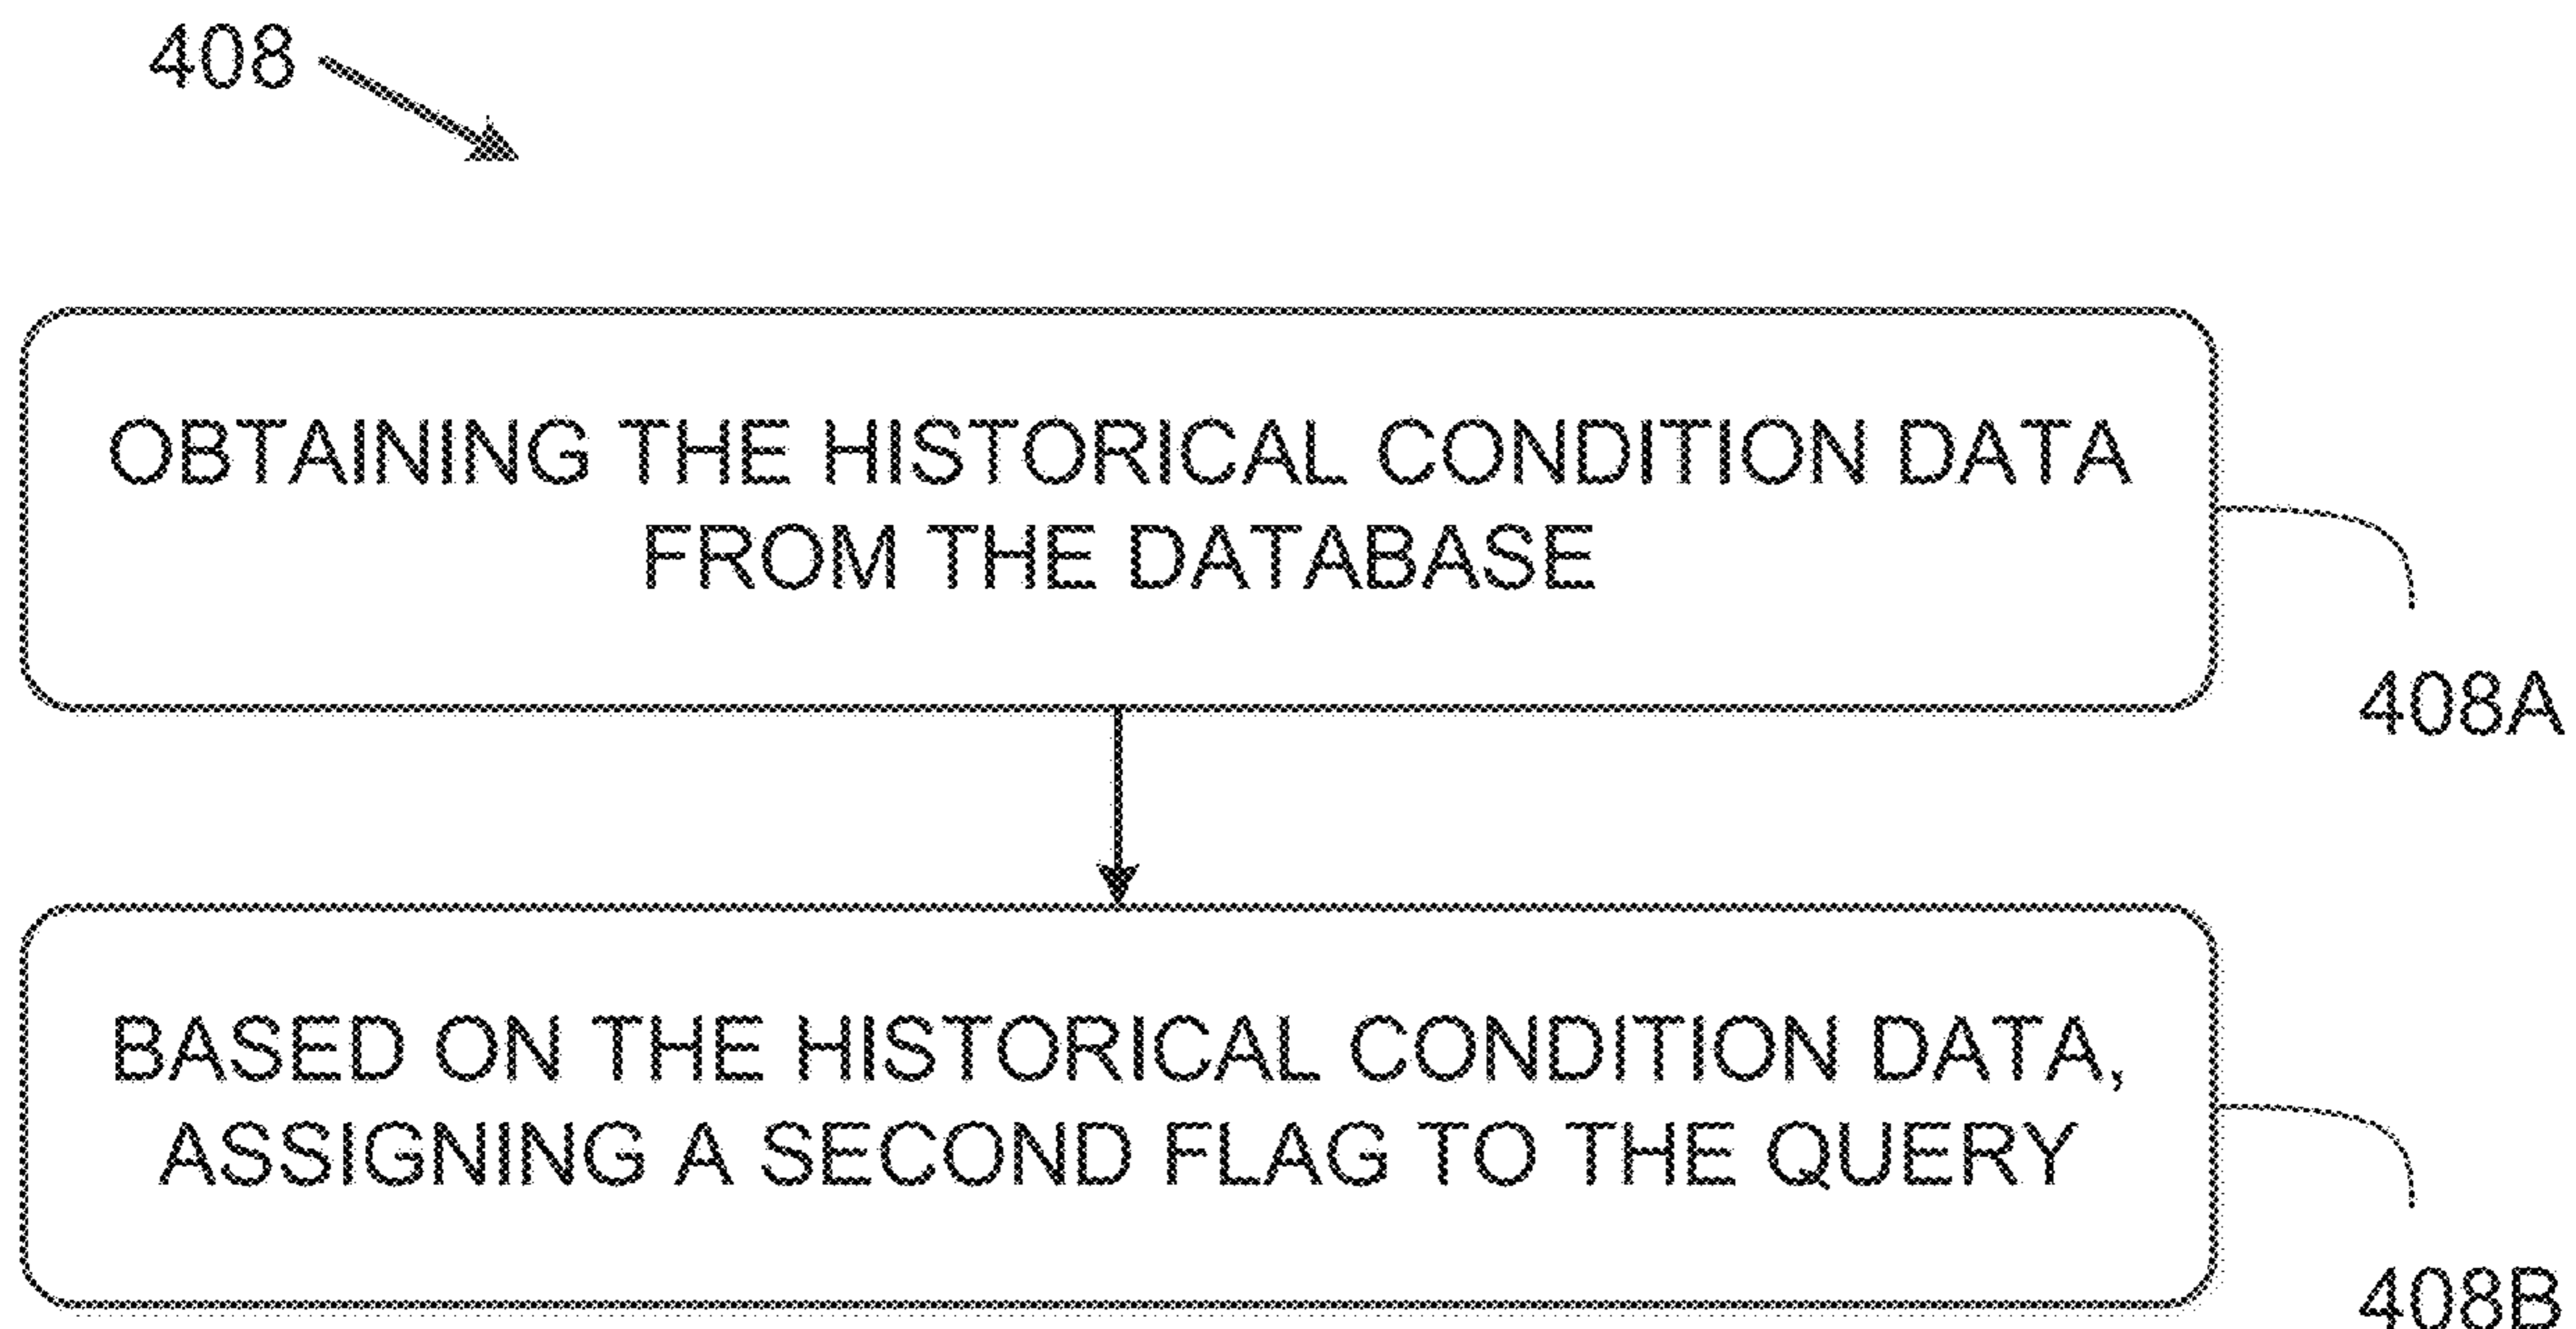 408
OBTAINING THE HISTORICAL CONDITION DATA
FROM THE DATABASE
408A
BASED ON THE HISTORICAL CONDITION DATA,
ASSIGNING A SECOND FLAG TO THE QUERY
408B